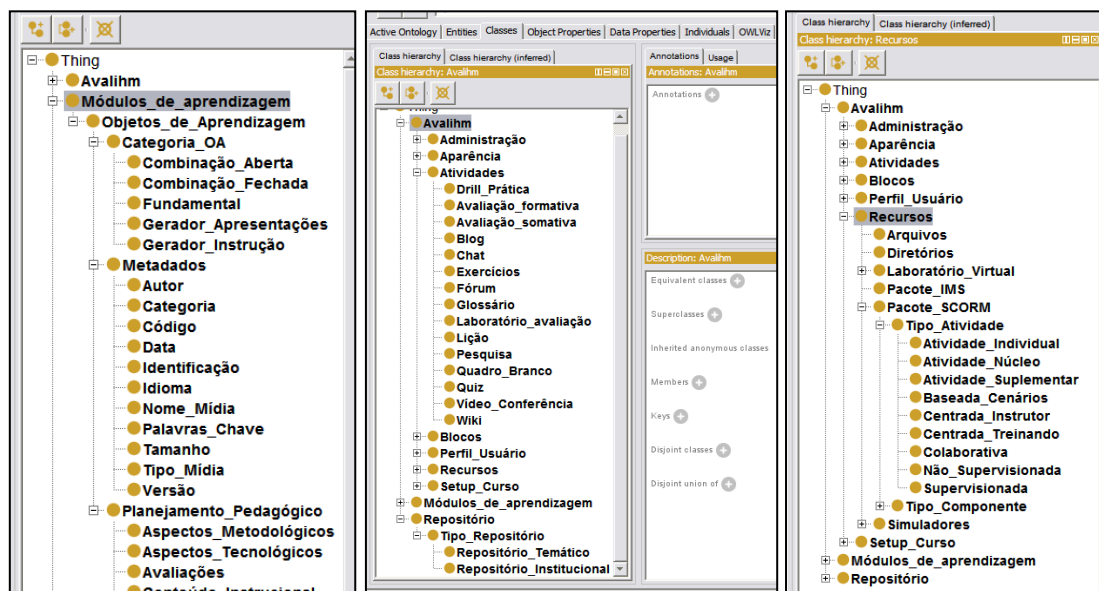 Thing
Avalihm
Módulos_de_aprendizagem
Objetos_de_Aprendizagem
Categoria_OA
Combinação_Aberta
Combinação_Fechada
Fundamental
Gerador_Apresentações
Gerador_Instrução
Metadados
Autor
Categoria
Código
Data
Identificação
Idioma
Nome_Mídia
Palavras_Chave
Tamanho
Tipo_Mídia
Versão
Planejamento_Pedagógico
Aspectos_Metodológicos
Aspectos_Tecnológicos
Avaliações
Conteúdo_Instrucional
Active Ontology Entities Classes Object Properties Data Properties Individuals OWLViz
Class hierarchy Class hierarchy (inferred)
Class hierarchy: Avalihm
Thing
Avalihm
Administração
Aparência
Atividades
Drill_Prática
Avaliação_formativa
Avaliação_somativa
Blog
Chat
Exercícios
Fórum
Glossário
Laboratório_avaliação
Lição
Pesquisa
Quadro_Branco
Quiz
Vídeo_Conferência
Wiki
Blocos
Perfil_Usuário
Recursos
Setup_Curso
Módulos_de_aprendizagem
Repositório
Tipo_Repositório
Repositório_Temático
Repositório_Institucional
Annotations Usage
Annotations: Avalihm
Annotations
Description: Avalihm
Equivalent classes
Superclasses
Inherited anonymous classes
Members
Keys
Disjoint classes
Disjoint union of
Class hierarchy Class hierarchy (inferred)
Class hierarchy: Recursos
Thing
Avalihm
Administração
Aparência
Atividades
Blocos
Perfil_Usuário
Recursos
Arquivos
Diretórios
Laboratório_Virtual
Pacote_IMS
Pacote_SCORM
Tipo_Atividade
Atividade_Individual
Atividade_Núcleo
Atividade_Suplementar
Baseada_Cenários
Centrada_Instrutor
Centrada_Treinando
Colaborativa
Não_Supervisionada
Supervisionada
Tipo_Componente
Simuladores
Setup_Curso
Módulos_de_aprendizagem
Repositório